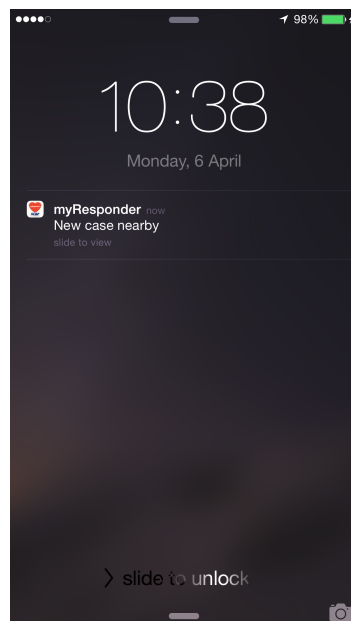 98%
10:38
Monday, 6 April
myResponder now
New case nearby
slide to view
slide to unlock